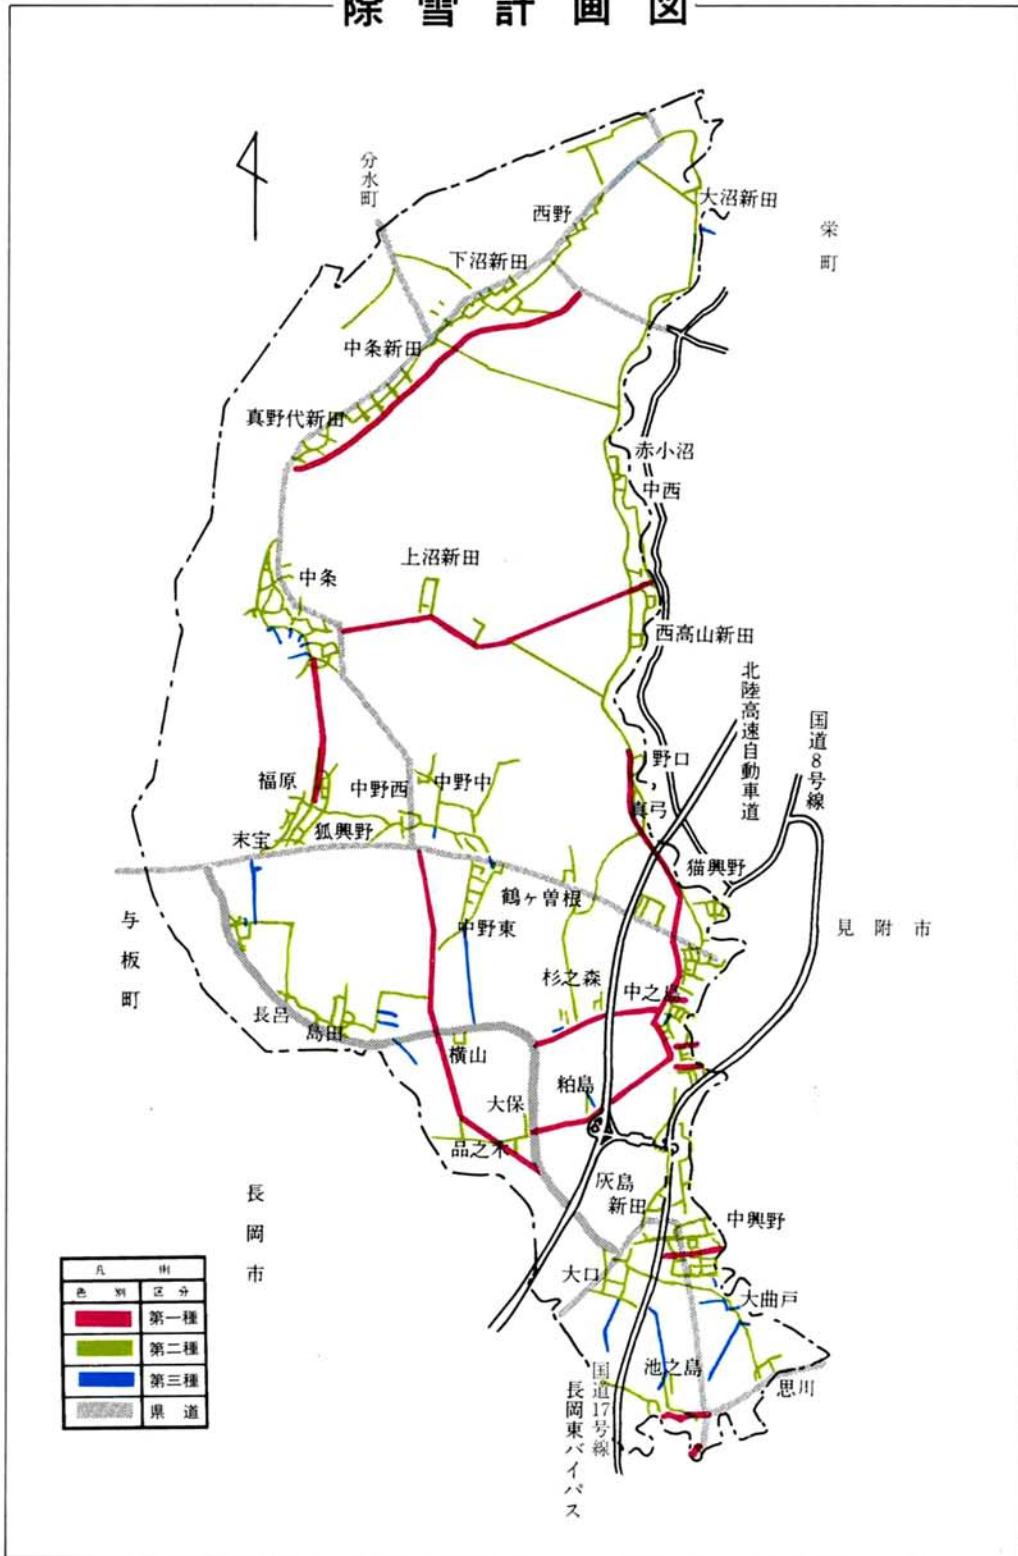 除雪計画図
分水町
大沼新田
西野
栄町
下沼新田
中条新田
真野代新田
赤小沼
中西
上沼新田
中条
西高山新田
北陸高速自動車道
国道8号線
野口
福原
中野西
中野中
真弓
狐興野
末宝
猫興野
鶴ヶ曽根
与板町
中野東
見附市
杉之森
中之島
長呂
島田
横山
粕島
大保
品之木
灰島
新田
長岡市
中興野
大口
大曲戸
池之島
思川
国道17号線
長岡東バイパス
凡例
色別 区分
第一種
第二種
第三種
県道